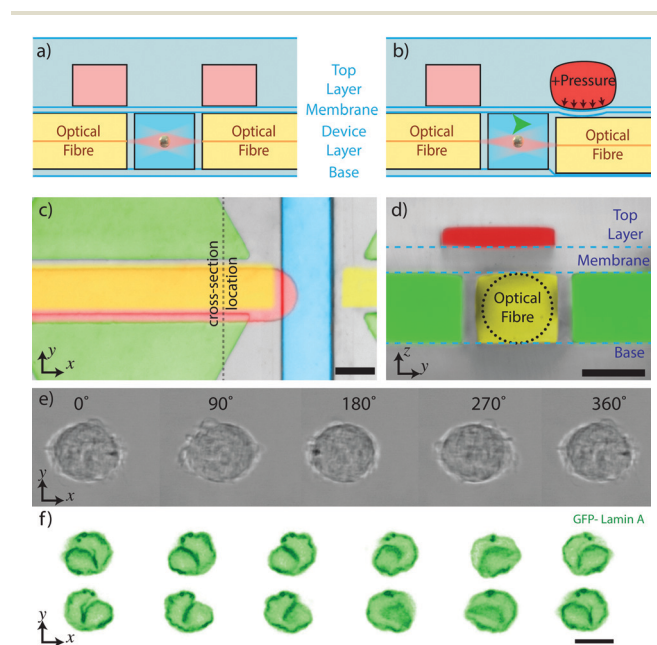 a)
b)
Top
Layer
Membrane
Device
Layer
Base
Optical
Fibre
Optical
Fibre
+Pressure
Optical
Fibre
Optical
Fibre
c)
cross-section
location
y
x
d)
Top
Layer
Membrane
Optical
Fibre
Base
z
y
e)
0°
90°
180°
270°
360°
y
x
f)
GFP- Lamin A
y
x